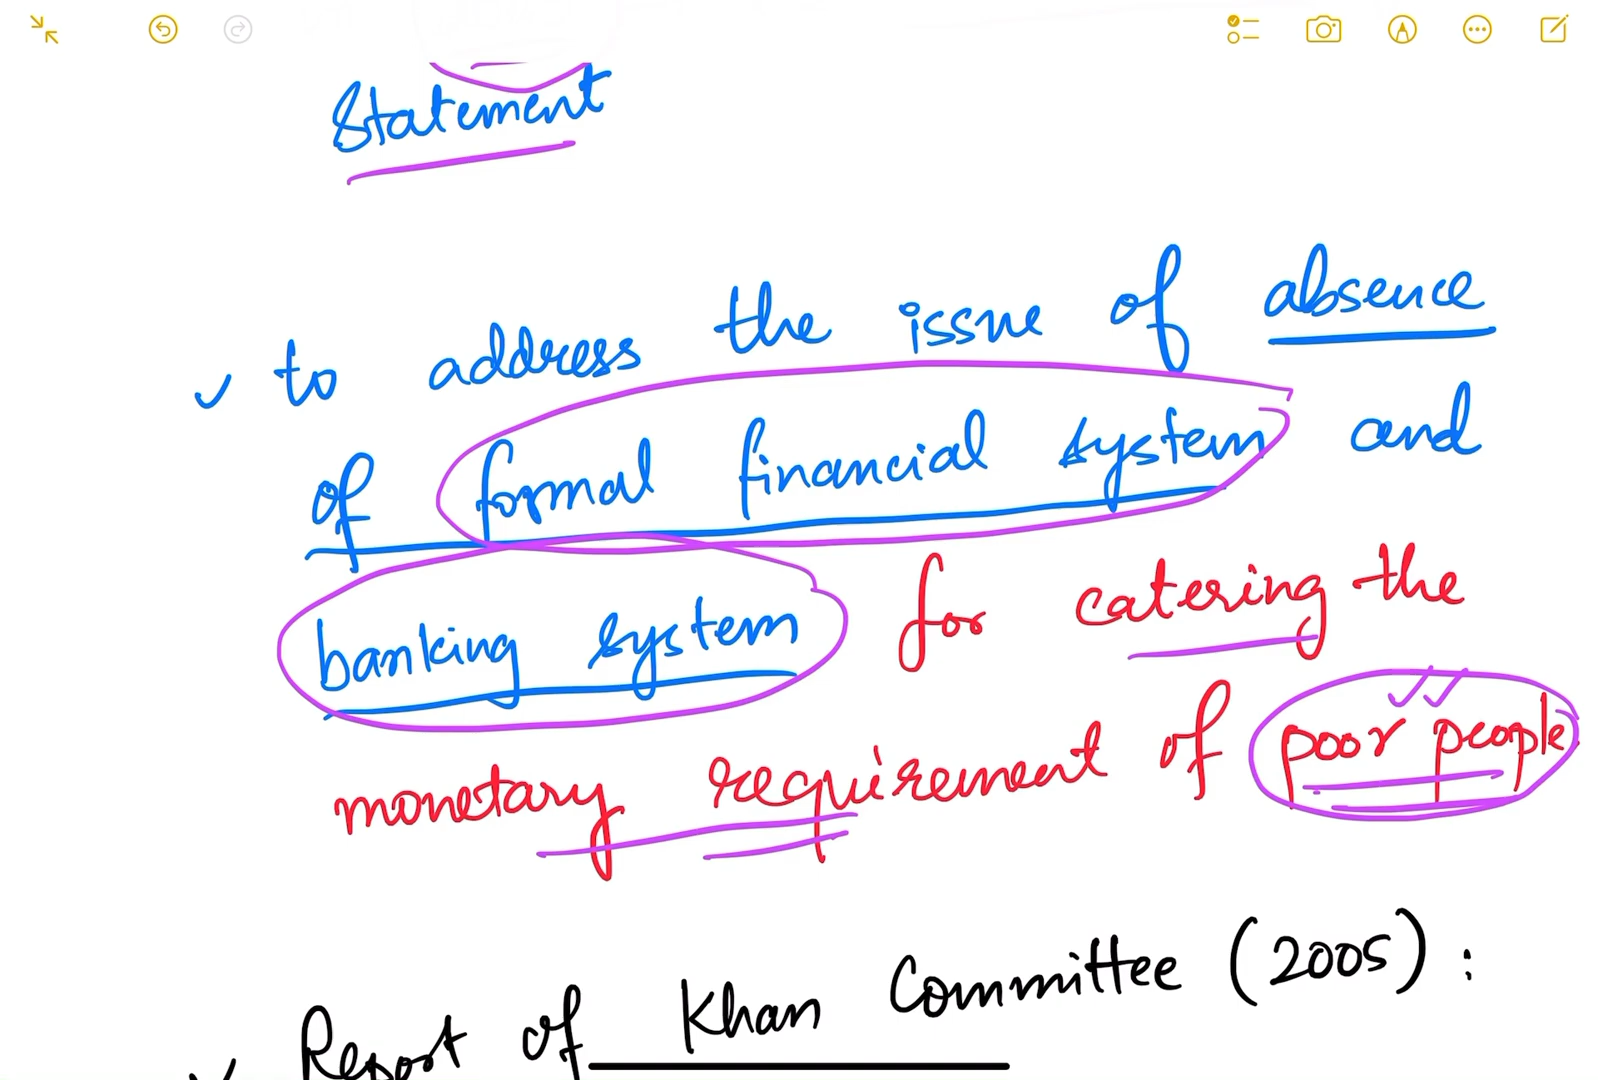 Statement
✓ to address the issue of absence
of formal financial system and
banking system for catering the
monetary requirement of poor people
✓ Report of Khan Committee (2005) :